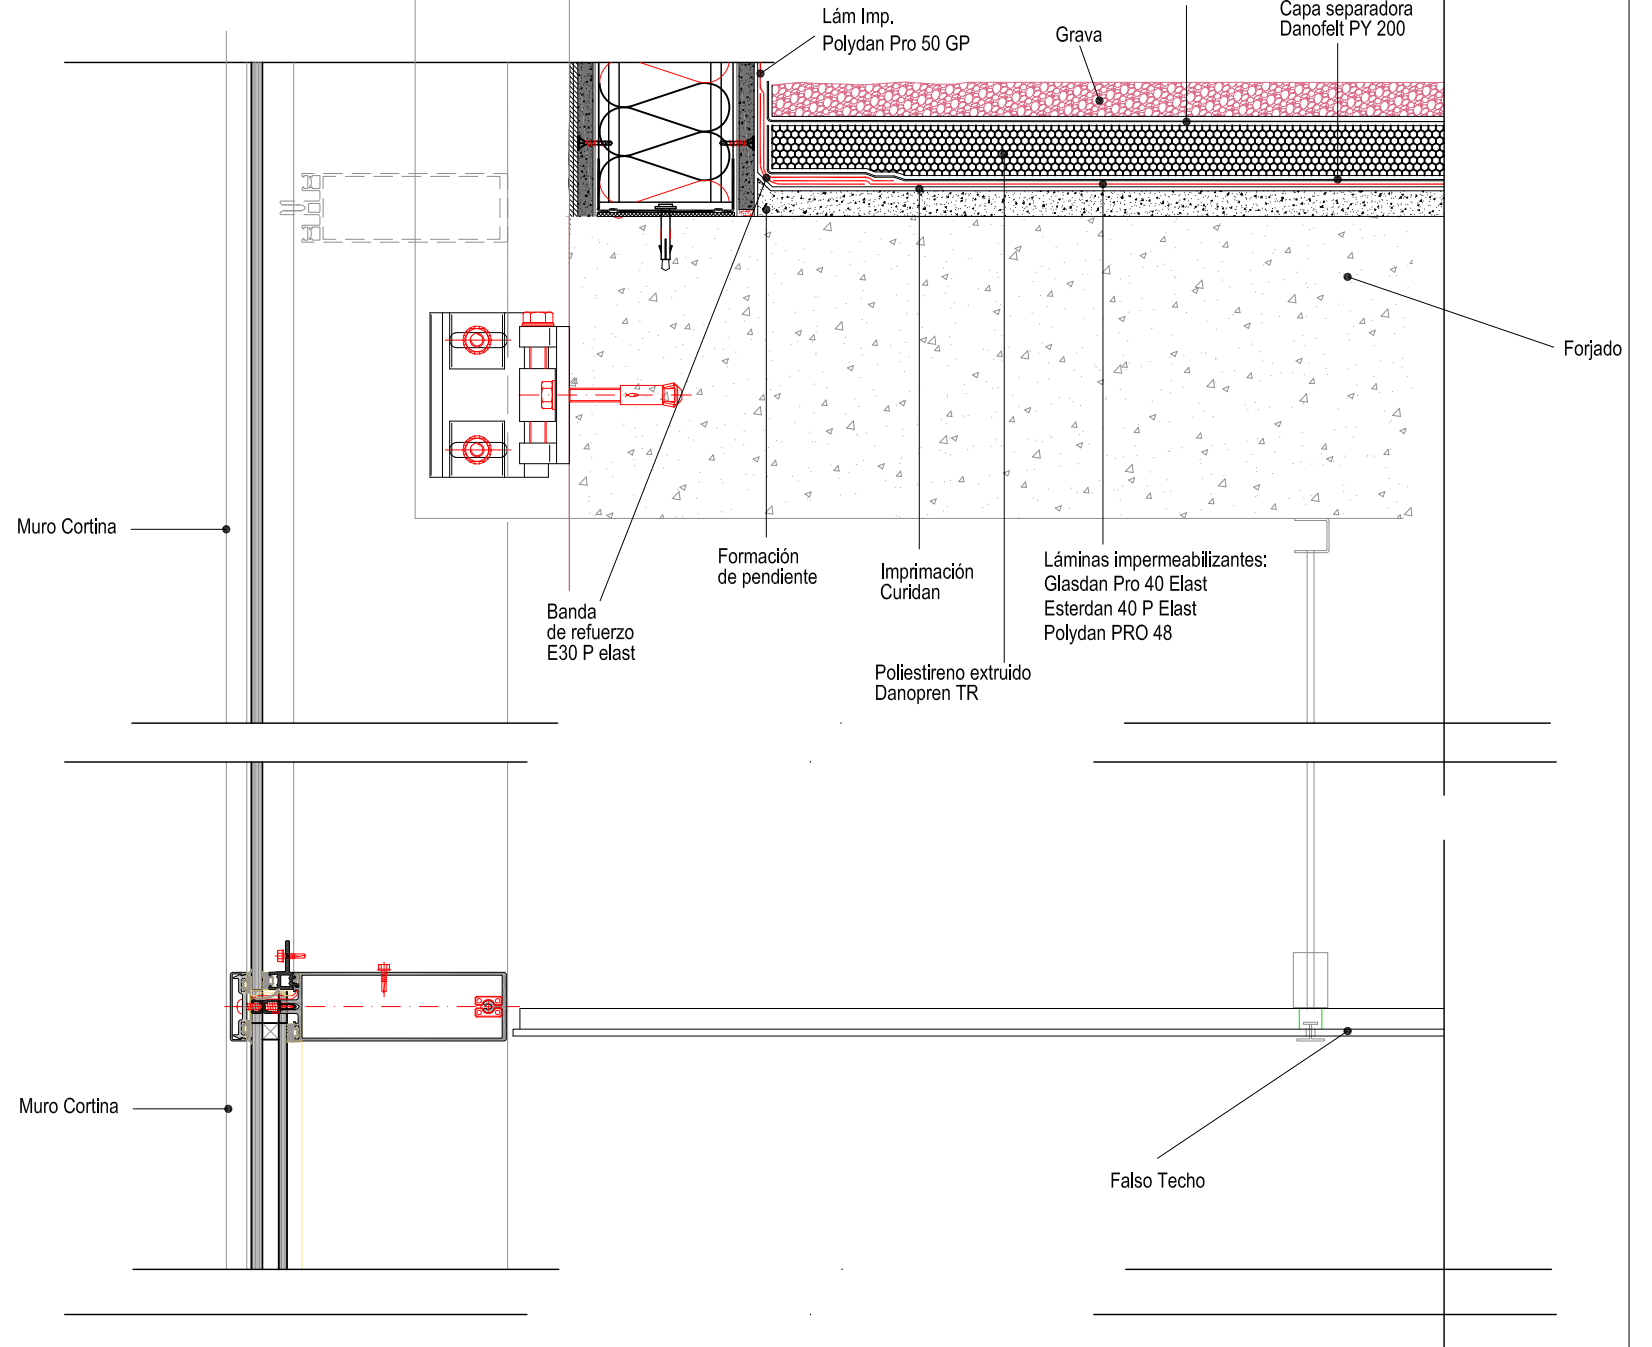 Capa separadora
Danofelt PY 200
Lám Imp.
Polydan Pro 50 GP
Grava
Forjado
Muro Cortina
Formación
de pendiente
Imprimación
Curidan
Láminas impermeabilizantes:
Glasdan Pro 40 Elast
Esterdan 40 P Elast
Polydan PRO 48
Banda
de refuerzo
E30 P elast
Poliestireno extruido
Danopren TR
Muro Cortina
Falso Techo